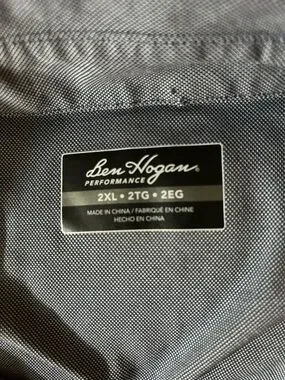 Ben Hogan®
PERFORMANCE
2XL • 2TG • 2EG
MADE IN CHINA / FABRIQUÉ EN CHINE
HECHO EN CHINA